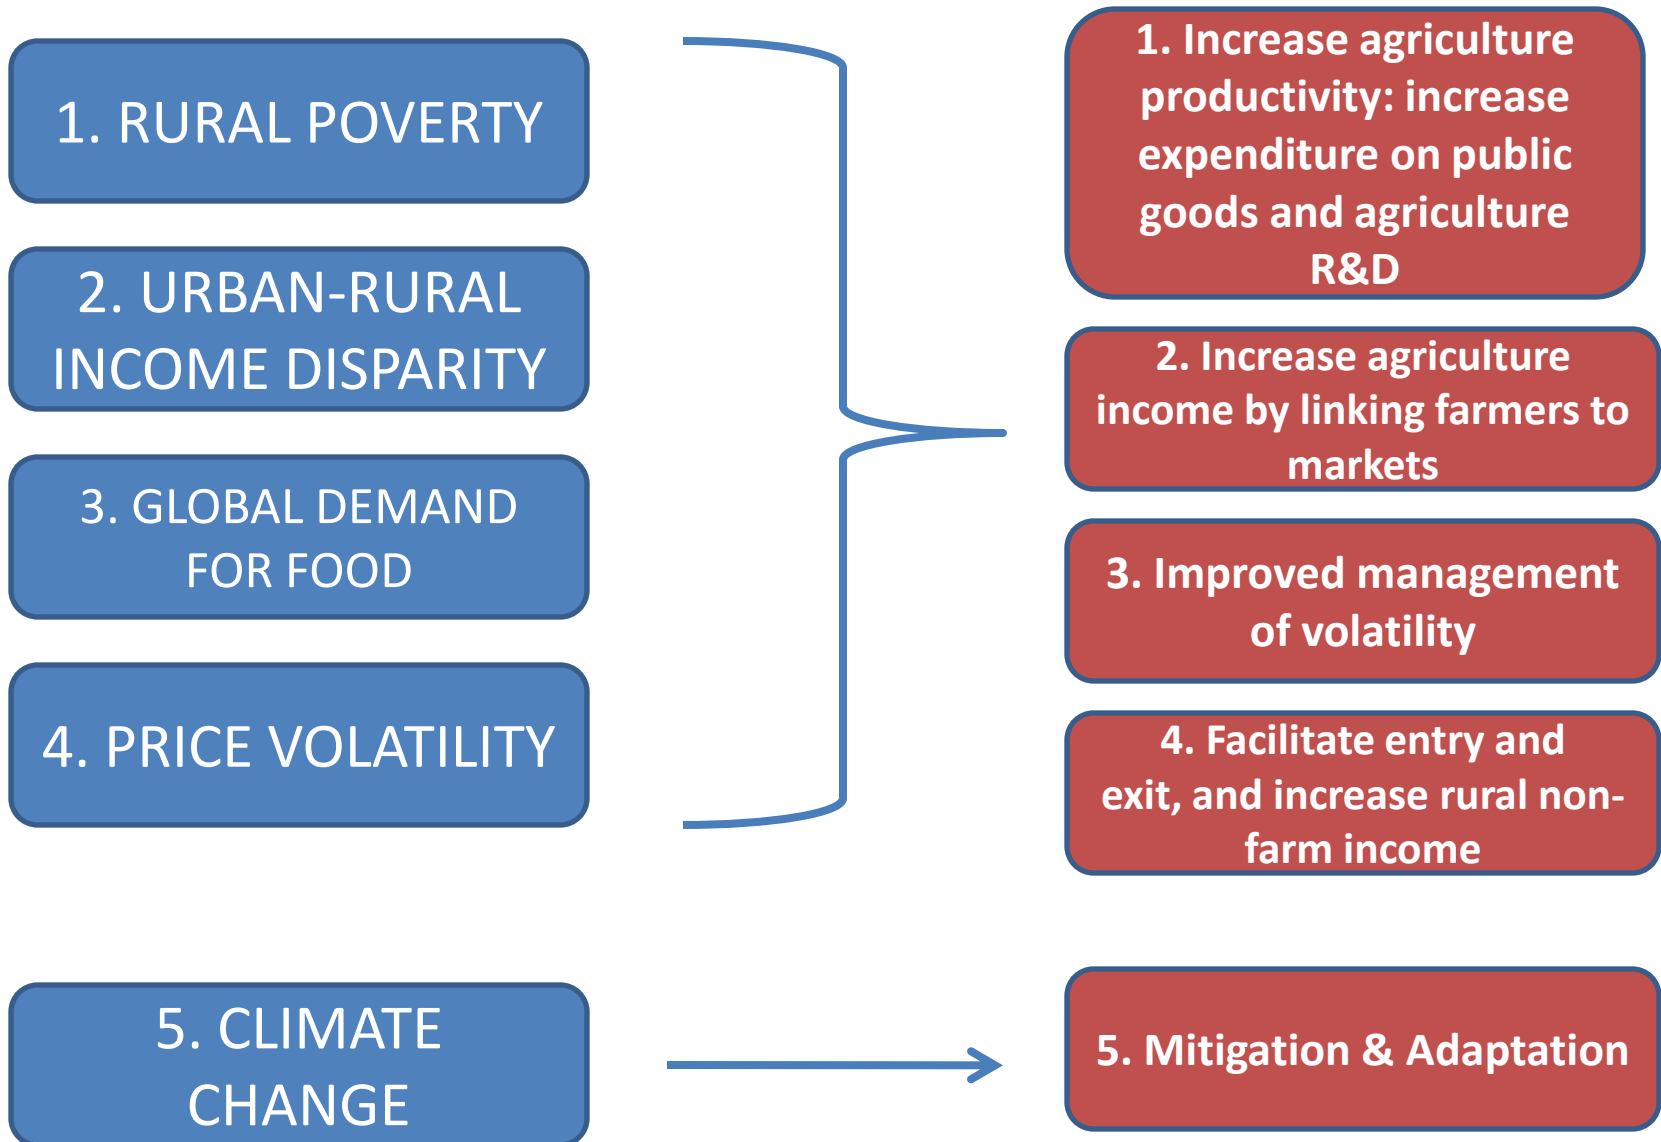 1. RURAL POVERTY
2. URBAN-RURAL
INCOME DISPARITY
3. GLOBAL DEMAND
FOR FOOD
4. PRICE VOLATILITY
5. CLIMATE
CHANGE
1. Increase agriculture
productivity: increase
expenditure on public
goods and agriculture
R&D
2. Increase agriculture
income by linking farmers to
markets
3. Improved management
of volatility
4. Facilitate entry and
exit, and increase rural non-
farm income
5. Mitigation & Adaptation